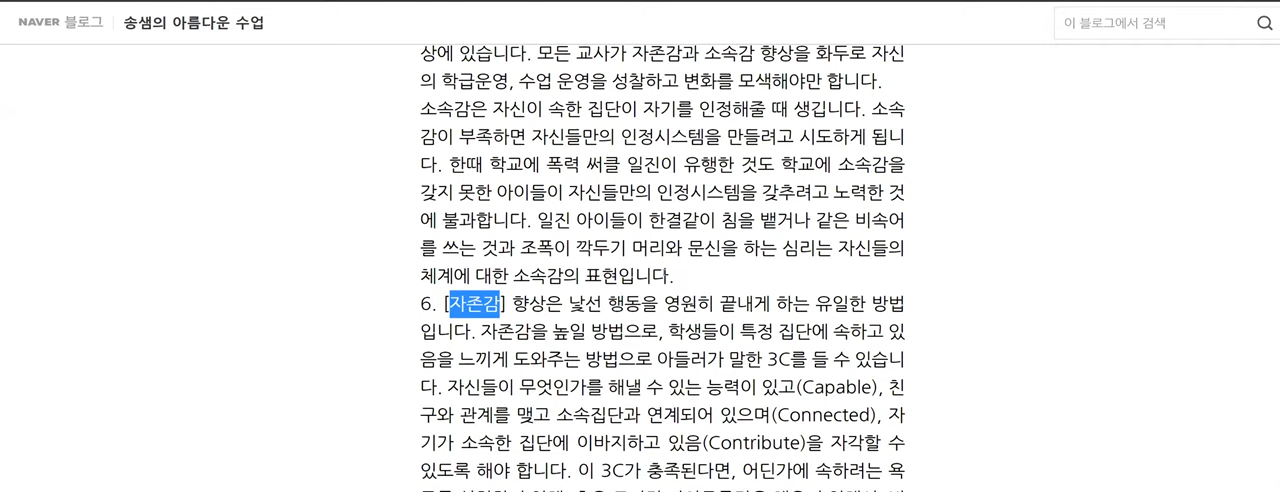 NAVER 블로그 송샘의 아름다운 수업
이 블로그에서 검색
상에 있습니다. 모든 교사가 자존감과 소속감 향상을 화두로 자신
의 학급운영, 수업 운영을 성찰하고 변화를 모색해야만 합니다.
소속감은 자신이 속한 집단이 자기를 인정해줄 때 생깁니다. 소속
감이 부족하면 자신들만의 인정시스템을 만들려고 시도하게 됩니
다. 한때 학교에 폭력 써클 일진이 유행한 것도 학교에 소속감을
갖지 못한 아이들이 자신들만의 인정시스템을 갖추려고 노력한 것
에 불과합니다. 일진 아이들이 한결같이 침을 뱉거나 같은 비속어
를 쓰는 것과 조폭이 깍두기 머리와 문신을 하는 심리는 자신들의
체계에 대한 소속감의 표현입니다.
6. [자존감] 향상은 낯선 행동을 영원히 끝내게 하는 유일한 방법
입니다. 자존감을 높일 방법으로, 학생들이 특정 집단에 속하고 있
음을 느끼게 도와주는 방법으로 아들러가 말한 3C를 들 수 있습니
다. 자신들이 무엇인가를 해낼 수 있는 능력이 있고(Capable), 친
구와 관계를 맺고 소속집단과 연계되어 있으며(Connected), 자
기가 소속한 집단에 이바지하고 있음(Contribute)을 자각할 수
있도록 해야 합니다. 이 3C가 충족된다면, 어딘가에 속하려는 욕